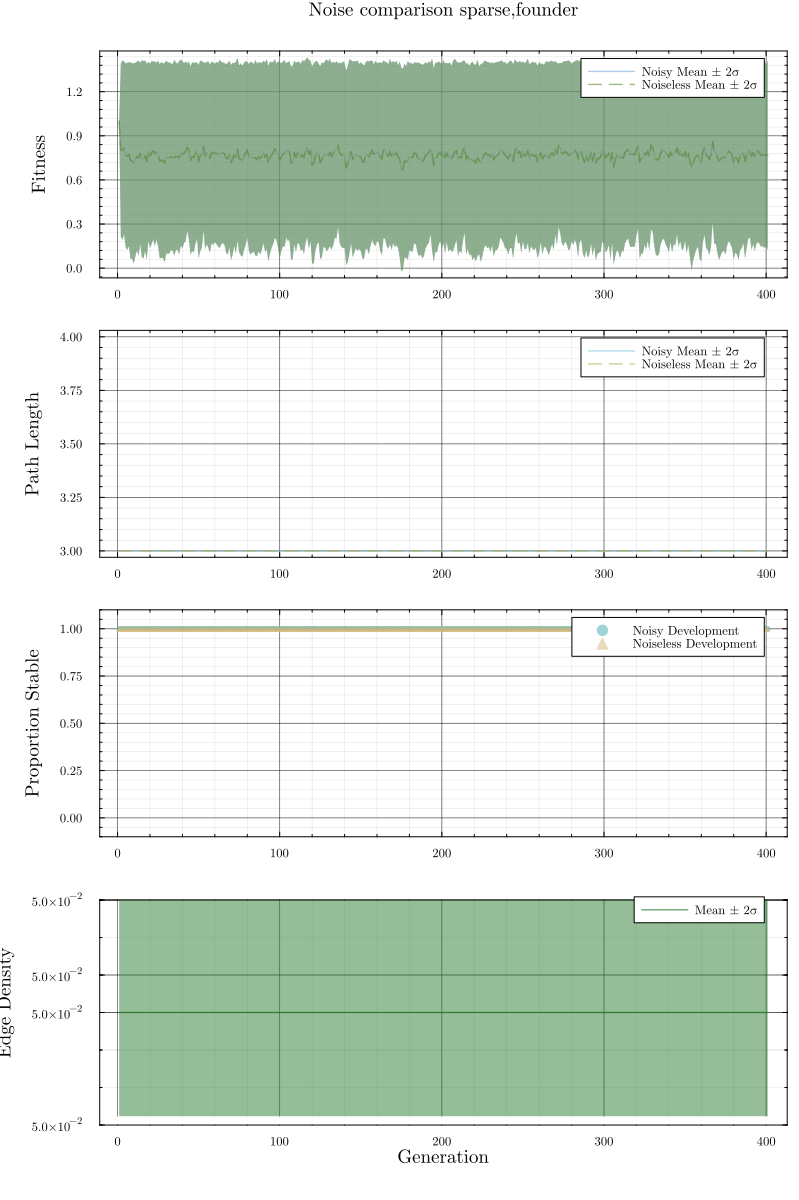 Noise comparison sparse,founder
Fitness
1.2
0.9
0.6
0.3
0.0
Noisy Mean ± 2σ
Noiseless Mean ± 2σ
0 100 200 300 400
Path Length
4.00
3.75
3.50
3.25
3.00
Noisy Mean ± 2σ
Noiseless Mean ± 2σ
0 100 200 300 400
Proportion Stable
1.00
0.75
0.50
0.25
0.00
Noisy Development
Noiseless Development
0 100 200 300 400
Edge Density
5.0×10⁻²
5.0×10⁻²
5.0×10⁻²
5.0×10⁻²
Mean ± 2σ
0 100 200 300 400
Generation